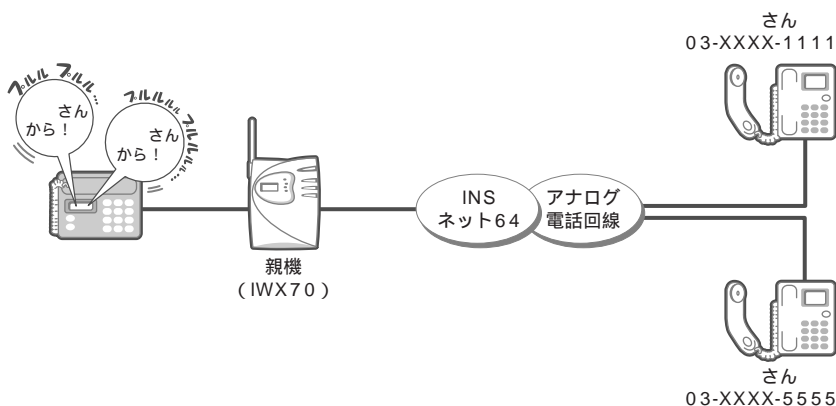 さん
03-XXXX-1111
プルル プルル...
さん
から！
プルルルル プルルルル...
さん
から！
INS
ネット64
アナログ
電話回線
親機
(IWX70)
さん
03-XXXX-5555